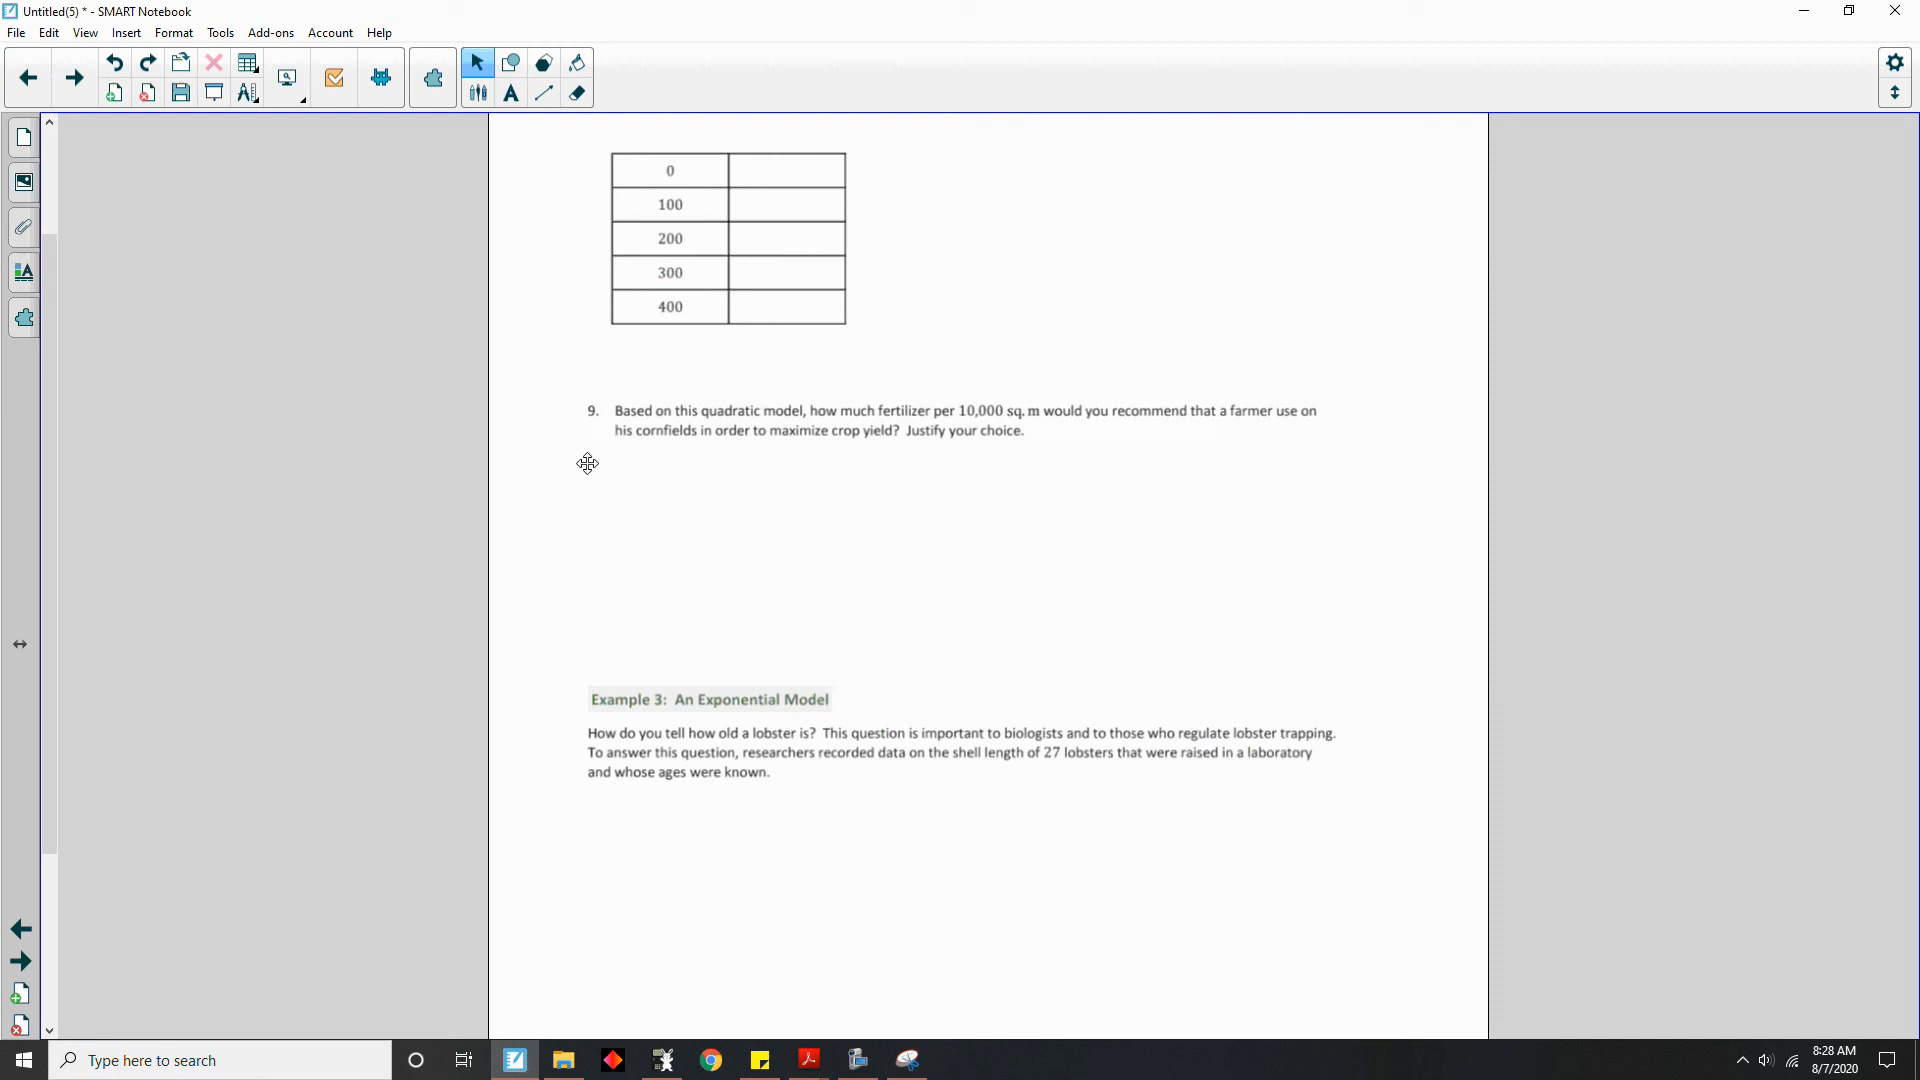 Untitled(5) * - SMART Notebook
File Edit View Insert Format Tools Add-ons Account Help
0
100
200
300
400
9. Based on this quadratic model, how much fertilizer per 10,000 sq. m would you recommend that a farmer use on
his cornfields in order to maximize crop yield? Justify your choice.
Example 3: An Exponential Model
How do you tell how old a lobster is? This question is important to biologists and to those who regulate lobster trapping.
To answer this question, researchers recorded data on the shell length of 27 lobsters that were raised in a laboratory
and whose ages were known.
Type here to search
8:28 AM
8/7/2020